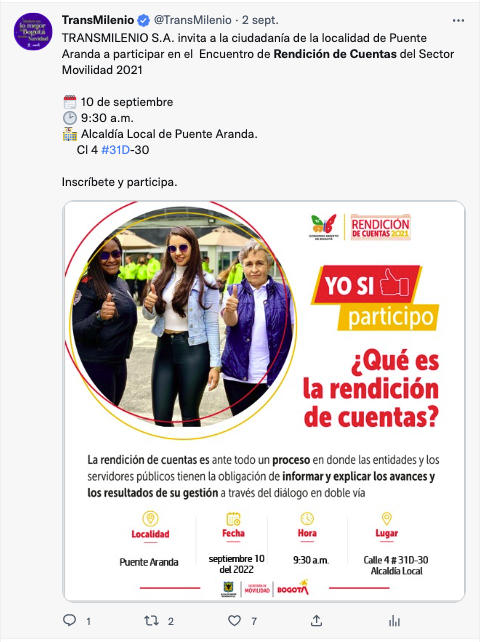 TransMilenio @TransMilenio · 2 sept.
TRANSMILENIO S.A. invita a la ciudadanía de la localidad de Puente
Aranda a participar en el Encuentro de Rendición de Cuentas del Sector
Movilidad 2021
10 de septiembre
9:30 a.m.
Alcaldía Local de Puente Aranda.
Cl 4 #31D-30
Inscríbete y participa.
RENDICIÓN
DE CUENTAS 2021
YO SI
participo
¿Qué es
la rendición
de cuentas?
La rendición de cuentas es ante todo un proceso en donde las entidades y los
servidores públicos tienen la obligación de informar y explicar los avances y
los resultados de su gestión a través del diálogo en doble vía
Localidad
Fecha
Hora
Lugar
Puente Aranda
septiembre 10
del 2022
9:30 a.m.
Calle 4 # 31D-30
Alcaldía Local
MOVILIDAD
BOGOTÁ
1
2
7